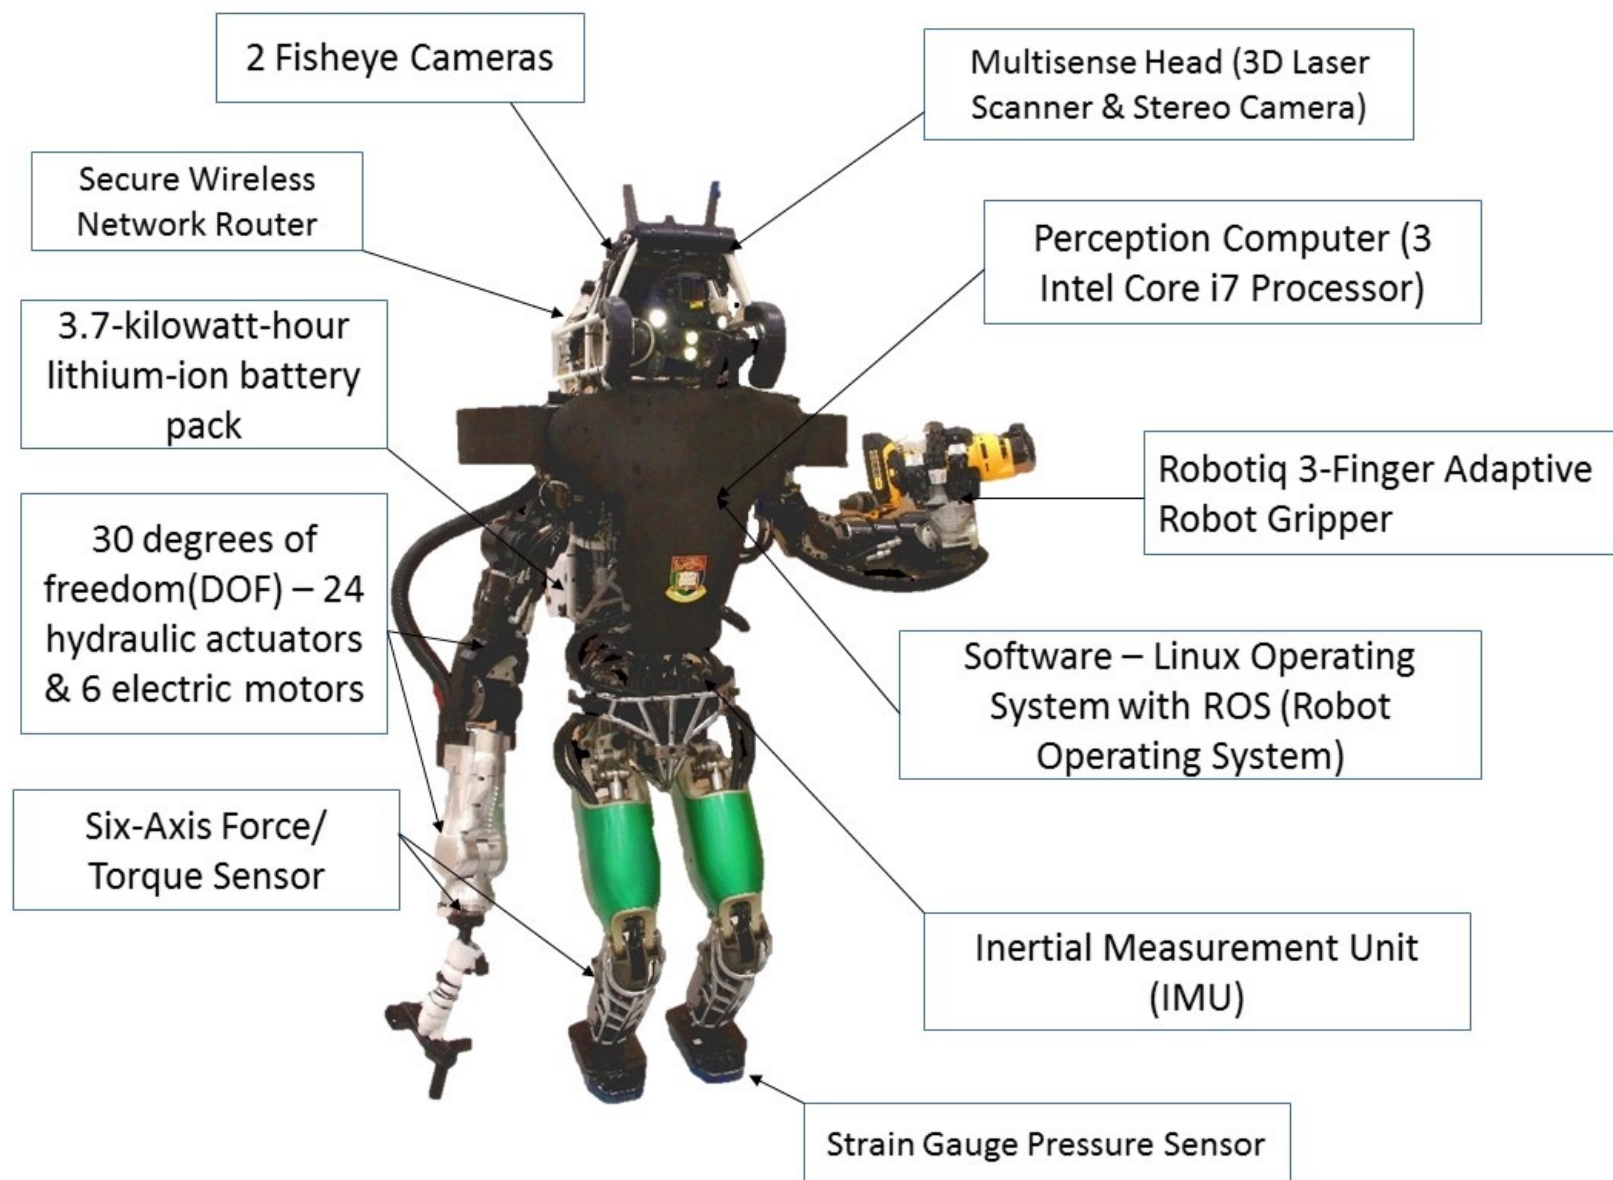 2 Fisheye Cameras
Multisense Head (3D Laser
Scanner & Stereo Camera)
Secure Wireless
Network Router
Perception Computer (3
Intel Core i7 Processor)
3.7-kilowatt-hour
lithium-ion battery
pack
Robotiq 3-Finger Adaptive
Robot Gripper
30 degrees of
freedom(DOF) – 24
hydraulic actuators
& 6 electric motors
Software – Linux Operating
System with ROS (Robot
Operating System)
Six-Axis Force/
Torque Sensor
Inertial Measurement Unit
(IMU)
Strain Gauge Pressure Sensor